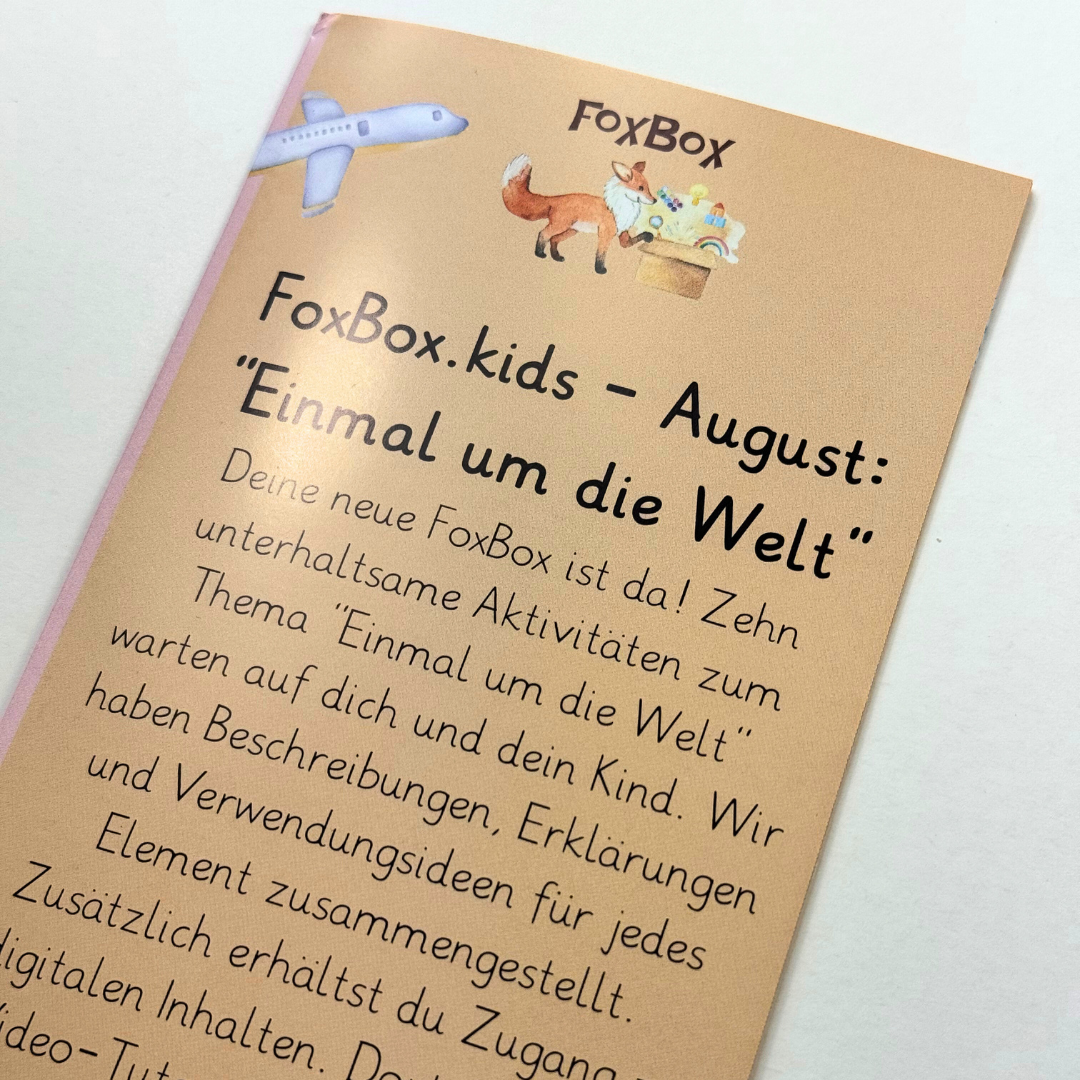 FoxBox
FoxBox.kids – August:
"Einmal um die Welt"
Deine neue FoxBox ist da! Zehn
unterhaltsame Aktivitäten zum
Thema "Einmal um die Welt"
warten auf dich und dein Kind. Wir
haben Beschreibungen, Erklärungen
und Verwendungsideen für jedes
Element zusammengestellt.
Zusätzlich erhältst du Zugang
digitalen Inhalten.